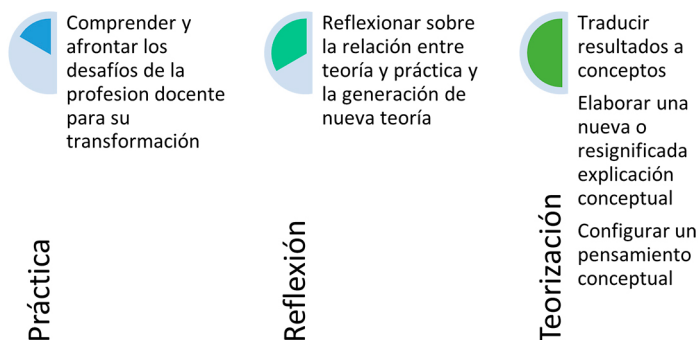 Comprender y
afrontar los
desafíos de la
profesion docente
para su
transformación
Práctica
Reflexionar sobre
la relación entre
teoría y práctica y
la generación de
nueva teoría
Reflexión
Traducir
resultados a
conceptos
Elaborar una
nueva o
resignificada
explicación
conceptual
Configurar un
pensamiento
conceptual
Teorización